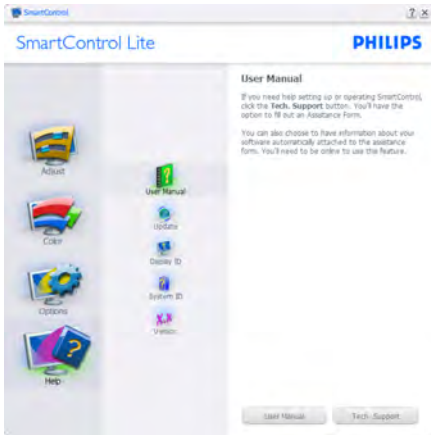 SmartControl
? x
SmartControl Lite
PHILIPS
Adjust
Color
Options
Help
User Manual
Update
Display ID
System ID
Version
User Manual
If you need help setting up or operating SmartControl,
click the Tech. Support button. You'll have the
option to fill out an Assistance Form.
You can also choose to have information about your
software automatically attached to the assistance
form. You'll need to be online to use the feature.
User Manual
Tech. Support